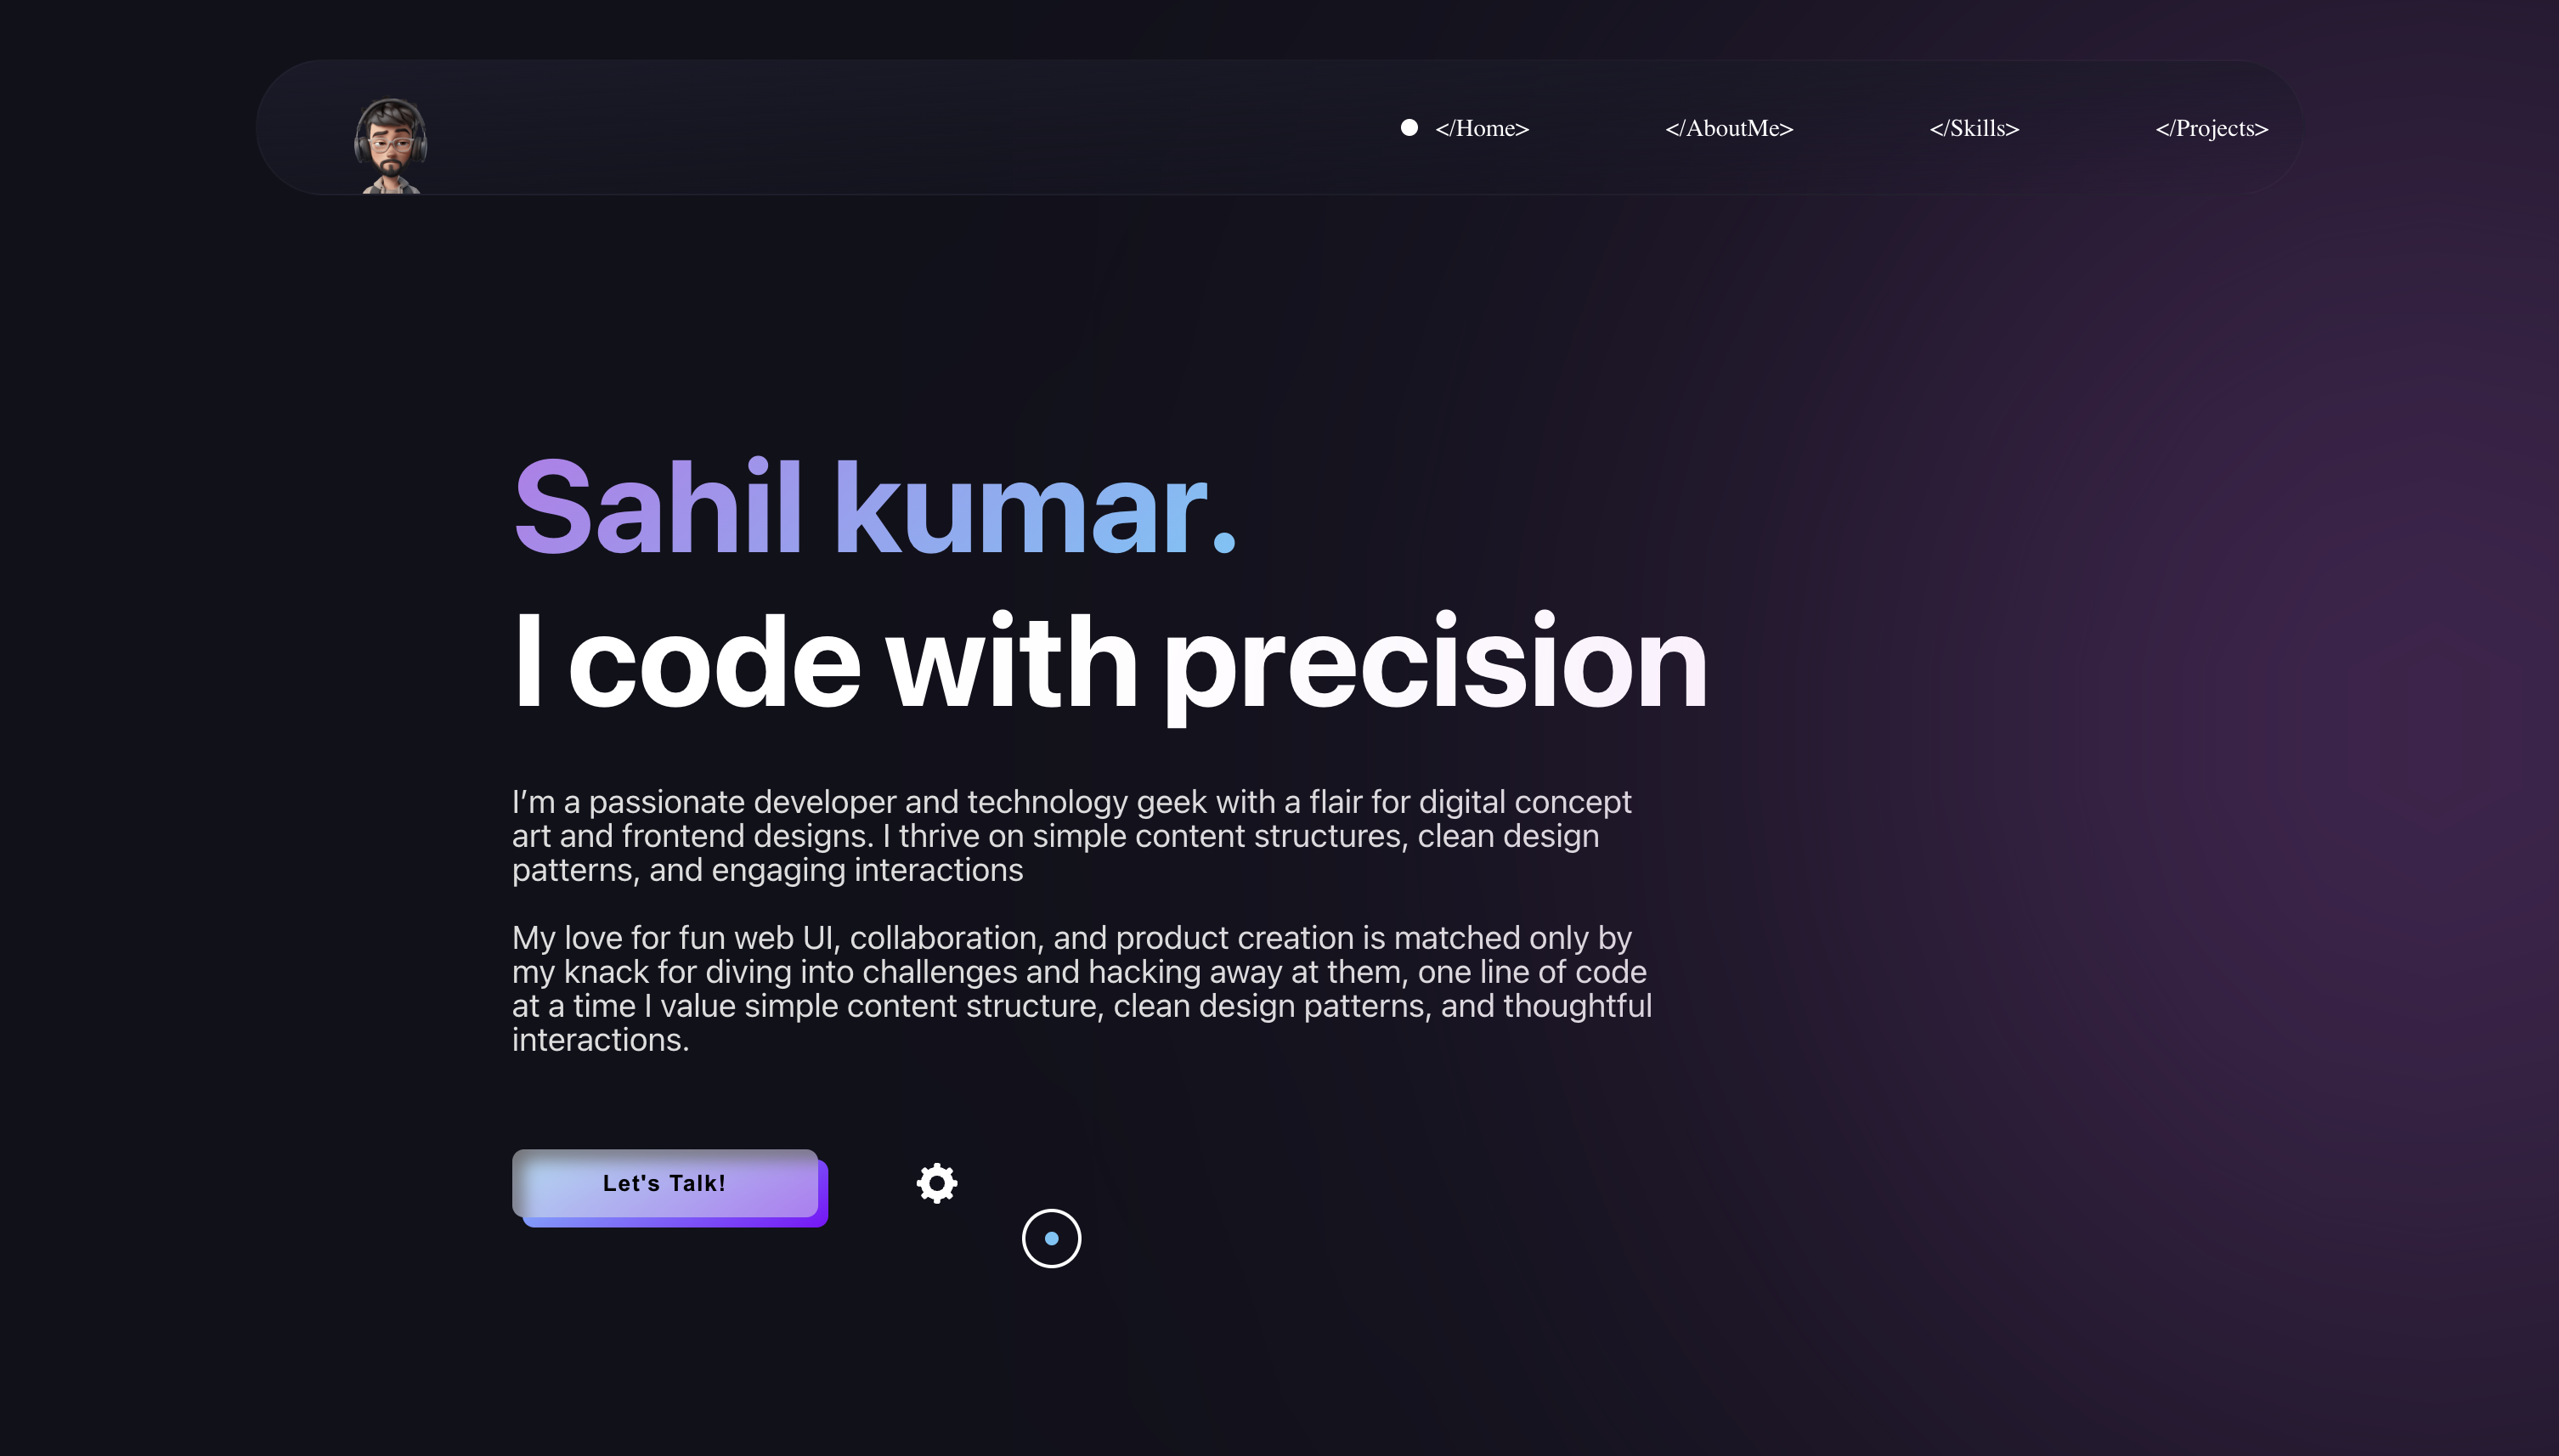 </Home> </AboutMe> </Skills> </Projects>
Sahil kumar.
I code with precision
I’m a passionate developer and technology geek with a flair for digital concept
art and frontend designs. I thrive on simple content structures, clean design
patterns, and engaging interactions
My love for fun web UI, collaboration, and product creation is matched only by
my knack for diving into challenges and hacking away at them, one line of code
at a time I value simple content structure, clean design patterns, and thoughtful
interactions.
Let's Talk!